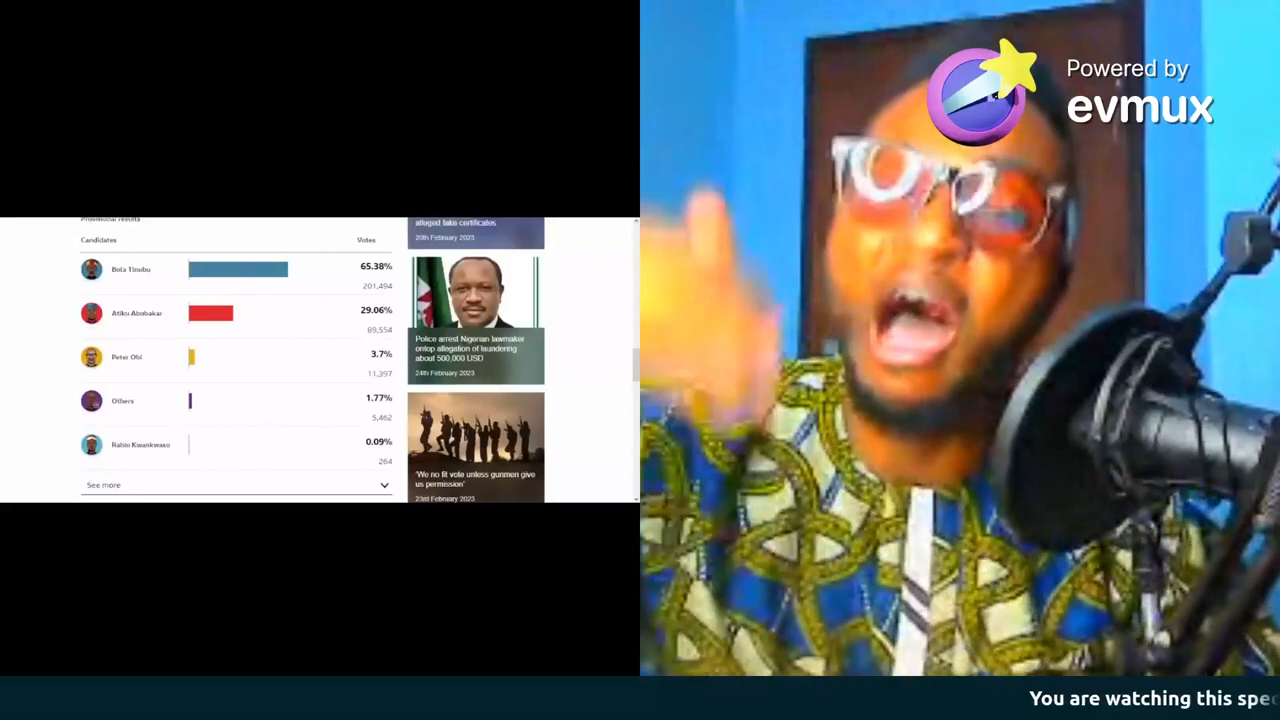 Provisional results
Candidates Votes
Bola Tinubu 65.38%
201,494
Atiku Abubakar 29.06%
89,554
Peter Obi 3.7%
11,397
Others 1.77%
5,462
Rabiu Kwankwaso 0.09%
264
See more
alleged fake certificates
20th February 2023
Police arrest Nigerian lawmaker
ontop allegation of laundering
about 500,000 USD
24th February 2023
'We no fit vote unless gunmen give
us permission'
23rd February 2023
Powered by
evmux
You are watching this spec